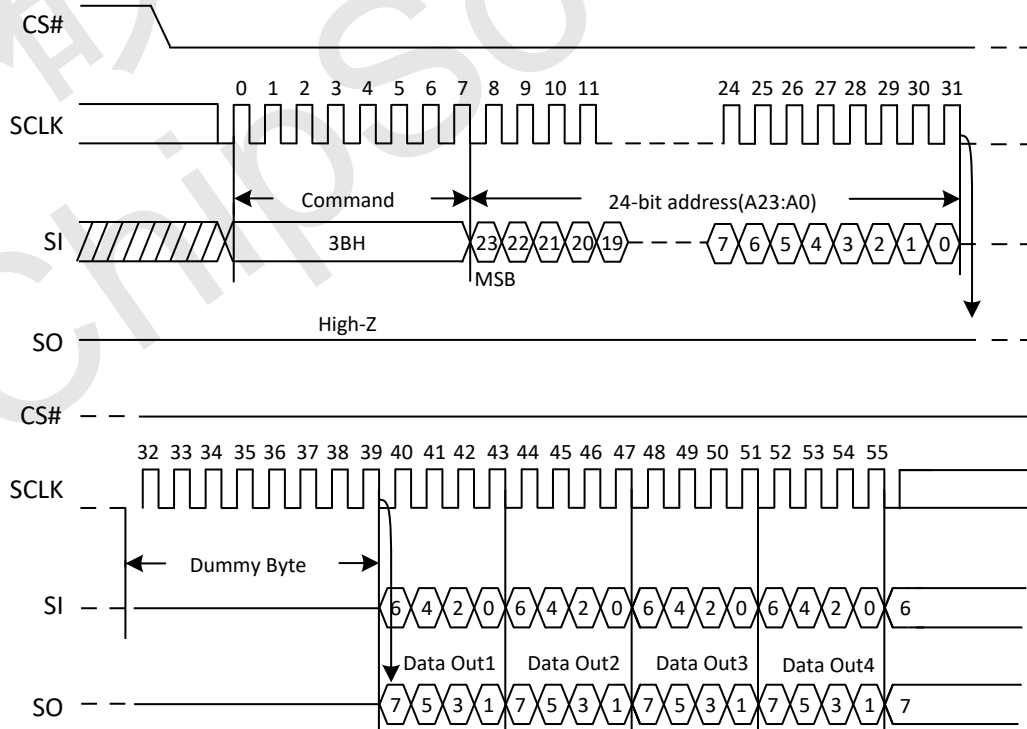 CS#
0 1 2 3 4 5 6 7 8 9 10 11 24 25 26 27 28 29 30 31
SCLK
Command 24-bit address(A23:A0)
SI 3BH 23 22 21 20 19 7 6 5 4 3 2 1 0
MSB
High-Z
SO
CS#
32 33 34 35 36 37 38 39 40 41 42 43 44 45 46 47 48 49 50 51 52 53 54 55
SCLK
Dummy Byte
SI 6 4 2 0 6 4 2 0 6 4 2 0 6 4 2 0 6
Data Out1 Data Out2 Data Out3 Data Out4
SO 7 5 3 1 7 5 3 1 7 5 3 1 7 5 3 1 7